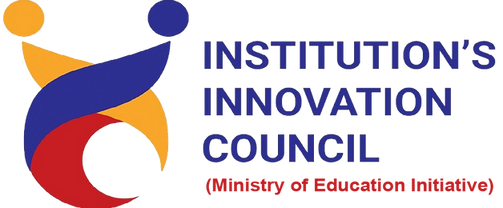 INSTITUTION'S
INNOVATION
COUNCIL
(Ministry of Education Initiative)